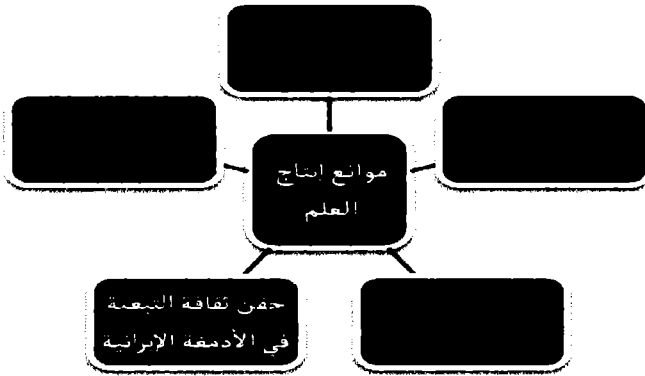 موانع إنتاج
العلم
حقن ثقافة التبعية
في الأدمغة الإيرانية